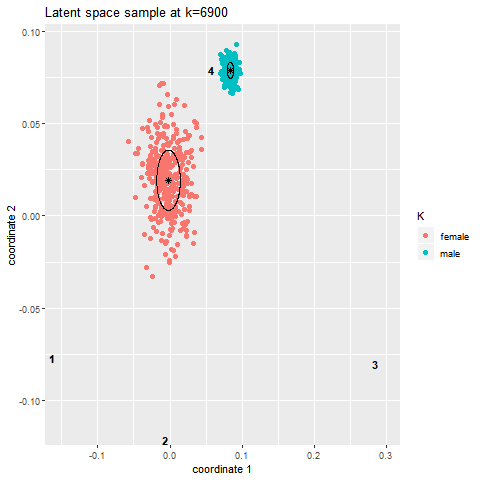 Latent space sample at k=6900
0.10
0.05
0.00
-0.05
-0.10
coordinate 2
4
1
3
2
-0.1
0.0
0.1
0.2
0.3
coordinate 1
K
female
male